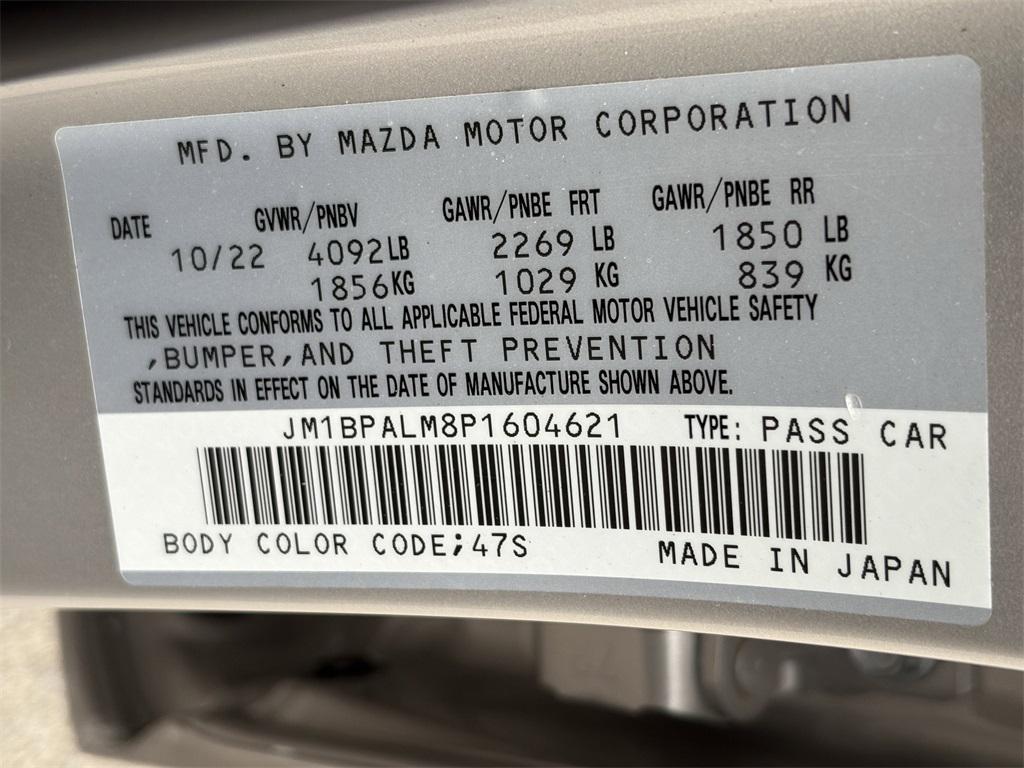 MFD. BY MAZDA MOTOR CORPORATION
DATE GVWR/PNBV GAWR/PNBE FRT GAWR/PNBE RR
10/22 4092LB 2269 LB 1850 LB
1856KG 1029 KG 839 KG
THIS VEHICLE CONFORMS TO ALL APPLICABLE FEDERAL MOTOR VEHICLE SAFETY
,BUMPER,AND THEFT PREVENTION
STANDARDS IN EFFECT ON THE DATE OF MANUFACTURE SHOWN ABOVE.
JM1BPALM8P1604621 TYPE: PASS CAR
BODY COLOR CODE;47S MADE IN JAPAN